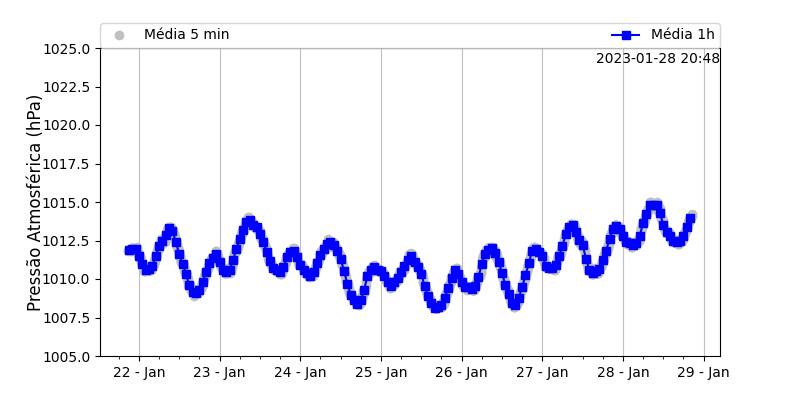 Média 5 min
Média 1h
2023-01-28 20:48
Pressão Atmosférica (hPa)
1025.0
1022.5
1020.0
1017.5
1015.0
1012.5
1010.0
1007.5
1005.0
22 - Jan
23 - Jan
24 - Jan
25 - Jan
26 - Jan
27 - Jan
28 - Jan
29 - Jan